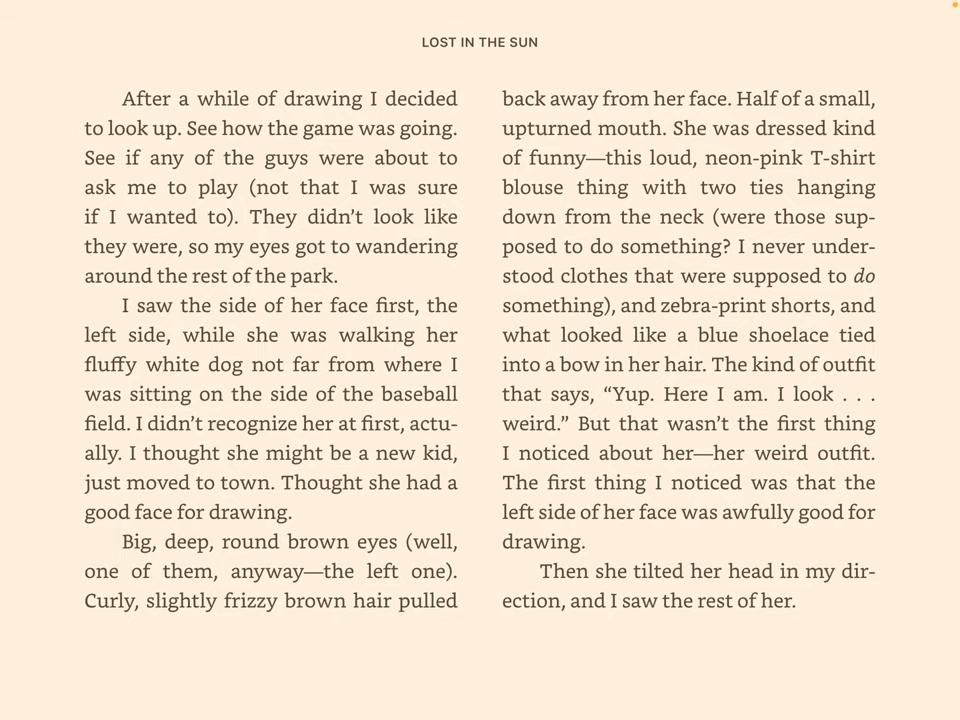 LOST IN THE SUN
After a while of drawing I decided
to look up. See how the game was going.
See if any of the guys were about to
ask me to play (not that I was sure
if I wanted to). They didn’t look like
they were, so my eyes got to wandering
around the rest of the park.
I saw the side of her face first, the
left side, while she was walking her
fluffy white dog not far from where I
was sitting on the side of the baseball
field. I didn’t recognize her at first, actu-
ally. I thought she might be a new kid,
just moved to town. Thought she had a
good face for drawing.
Big, deep, round brown eyes (well,
one of them, anyway—the left one).
Curly, slightly frizzy brown hair pulled
back away from her face. Half of a small,
upturned mouth. She was dressed kind
of funny—this loud, neon-pink T-shirt
blouse thing with two ties hanging
down from the neck (were those sup-
posed to do something? I never under-
stood clothes that were supposed to do
something), and zebra-print shorts, and
what looked like a blue shoelace tied
into a bow in her hair. The kind of outfit
that says, “Yup. Here I am. I look . . .
weird.” But that wasn’t the first thing
I noticed about her—her weird outfit.
The first thing I noticed was that the
left side of her face was awfully good for
drawing.
Then she tilted her head in my dir-
ection, and I saw the rest of her.